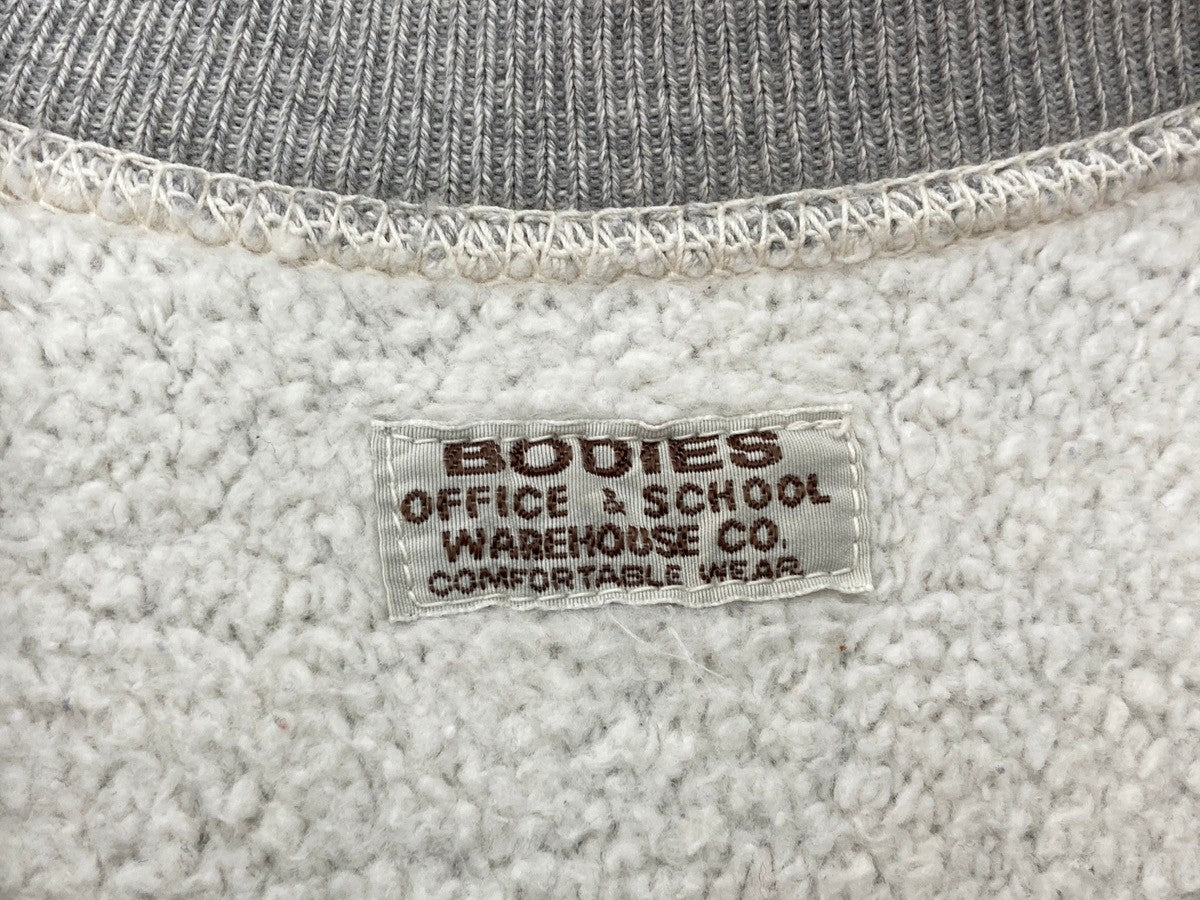 BODIES
OFFICE & SCHOOL
WAREHOUSE CO.
COMFORTABLE WEAR